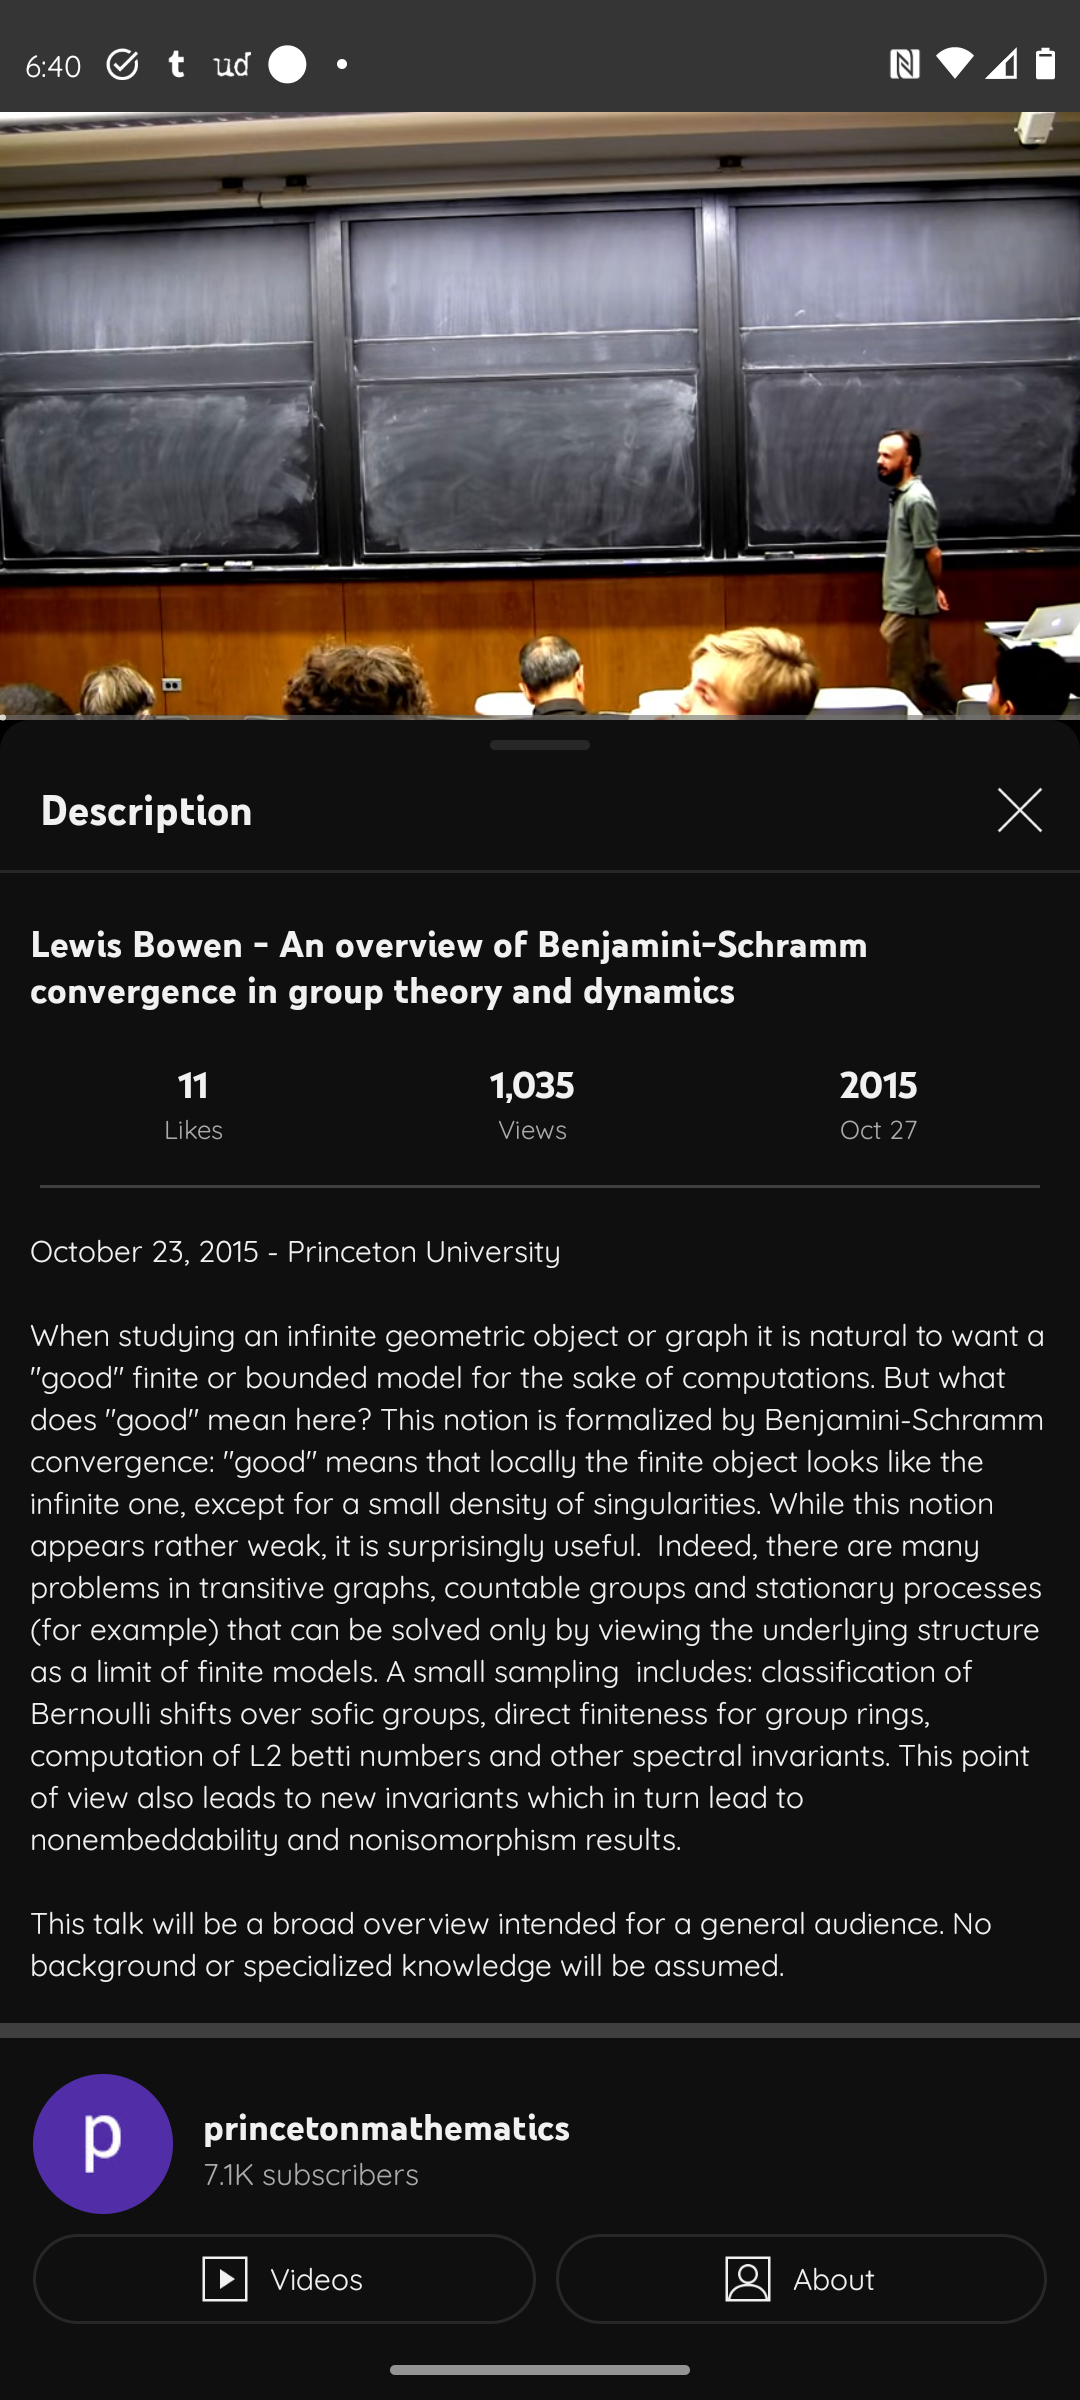 6:40 t ud
Description
Lewis Bowen - An overview of Benjamini-Schramm
convergence in group theory and dynamics
11 1,035 2015
Likes Views Oct 27
October 23, 2015 - Princeton University
When studying an infinite geometric object or graph it is natural to want a
"good" finite or bounded model for the sake of computations. But what
does "good" mean here? This notion is formalized by Benjamini-Schramm
convergence: "good" means that locally the finite object looks like the
infinite one, except for a small density of singularities. While this notion
appears rather weak, it is surprisingly useful.  Indeed, there are many
problems in transitive graphs, countable groups and stationary processes
(for example) that can be solved only by viewing the underlying structure
as a limit of finite models. A small sampling  includes: classification of
Bernoulli shifts over sofic groups, direct finiteness for group rings,
computation of L2 betti numbers and other spectral invariants. This point
of view also leads to new invariants which in turn lead to
nonembeddability and nonisomorphism results.
This talk will be a broad overview intended for a general audience. No
background or specialized knowledge will be assumed.
p
princetonmathematics
7.1K subscribers
Videos About